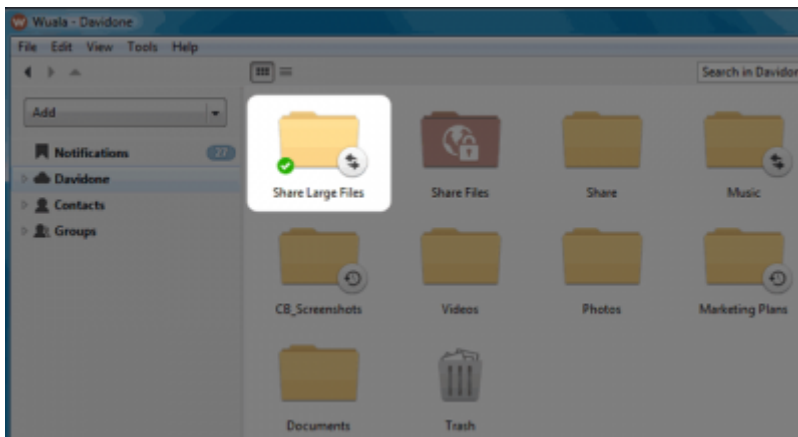 Wuala - Davidone
File Edit View Tools Help
Search in Davidon
Add
Notifications 27
Davidone
Contacts
Groups
Share Large Files
Share Files
Share
Music
CB_Screenshots
Videos
Photos
Marketing Plans
Documents
Trash